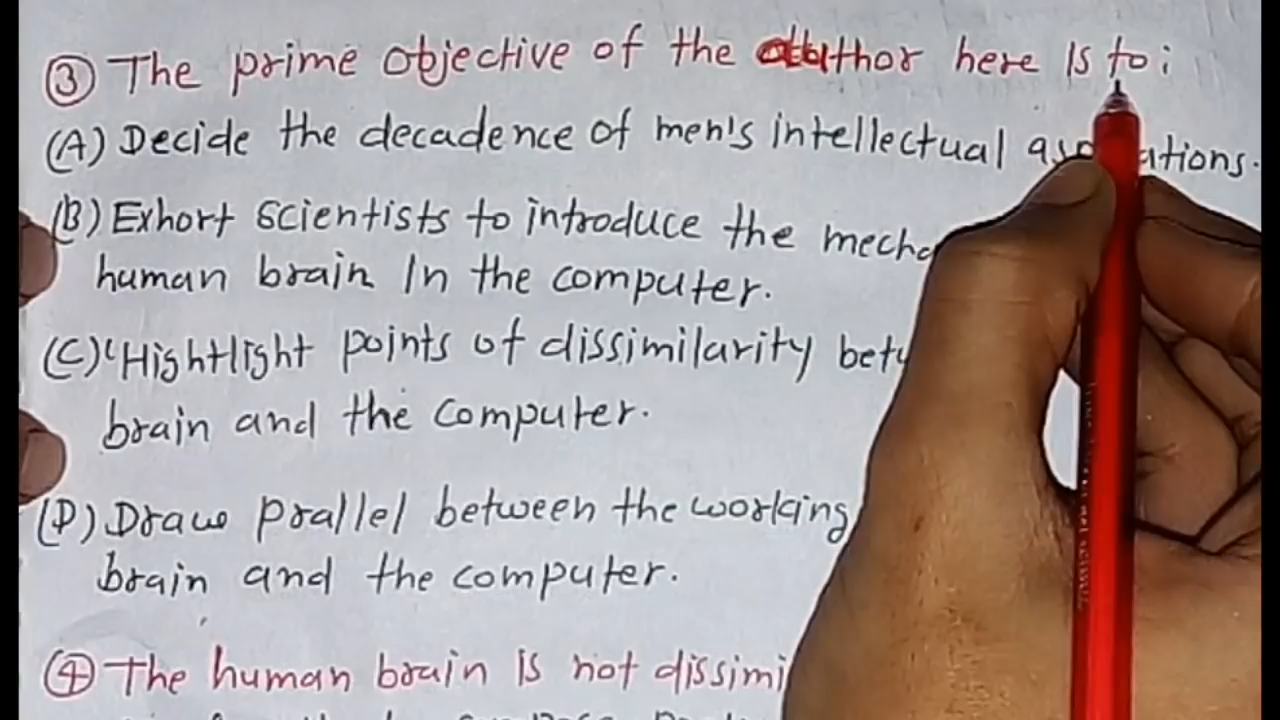 ③ The prime objective of the author here is to:
(A) Decide the decadence of men's intellectual
(B) Exhort scientists to introduce the
human brain In the computer.
(C) 'Hightlight points of dissimilarity
brain and the computer.
(D) Draw prallel between the working
brain and the computer.
④ The human brain is not